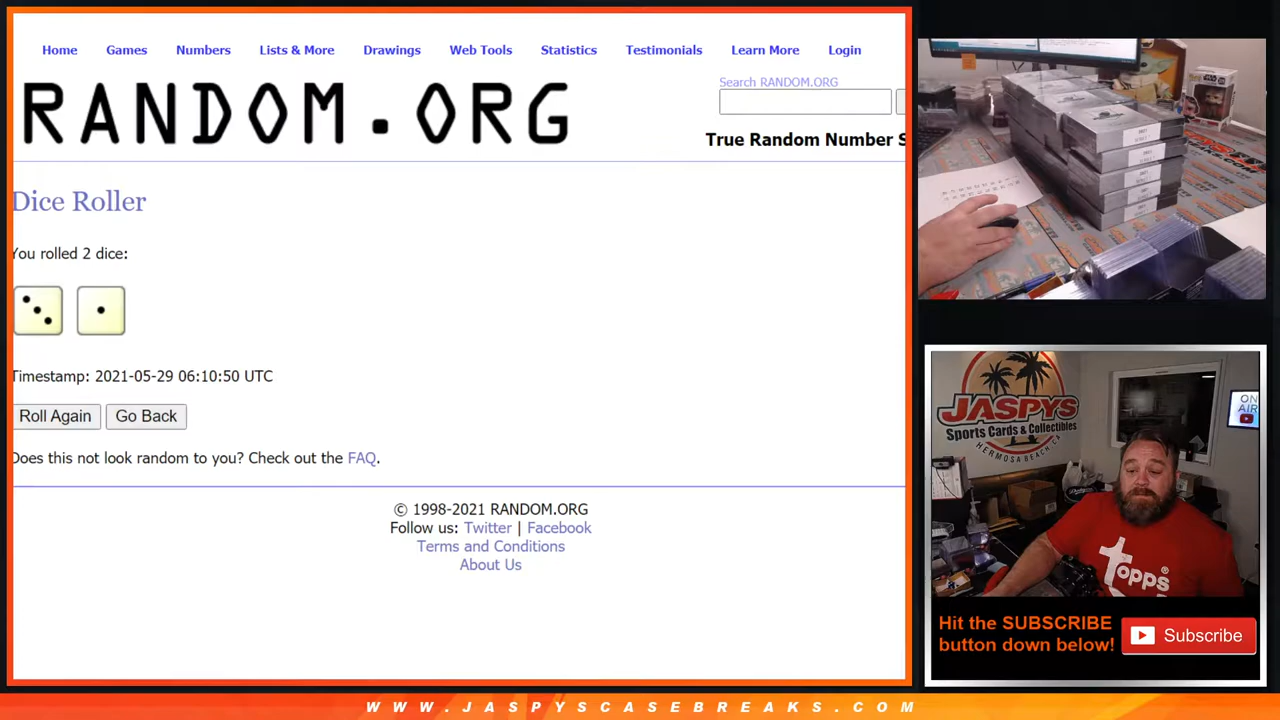 Home Games Numbers Lists & More Drawings Web Tools Statistics Testimonials Learn More Login
RANDOM.ORG
Search RANDOM.ORG
True Random Number S
Dice Roller
You rolled 2 dice:
Timestamp: 2021-05-29 06:10:50 UTC
Roll Again Go Back
Does this not look random to you? Check out the FAQ.
© 1998-2021 RANDOM.ORG
Follow us: Twitter | Facebook
Terms and Conditions
About Us
JASPYS
Sports Cards & Collectibles
HERMOSA BEACH, CA
ON
AIR
topps
Hit the SUBSCRIBE
button down below!
Subscribe
WWW.JASPYSCASEBREAKS.COM